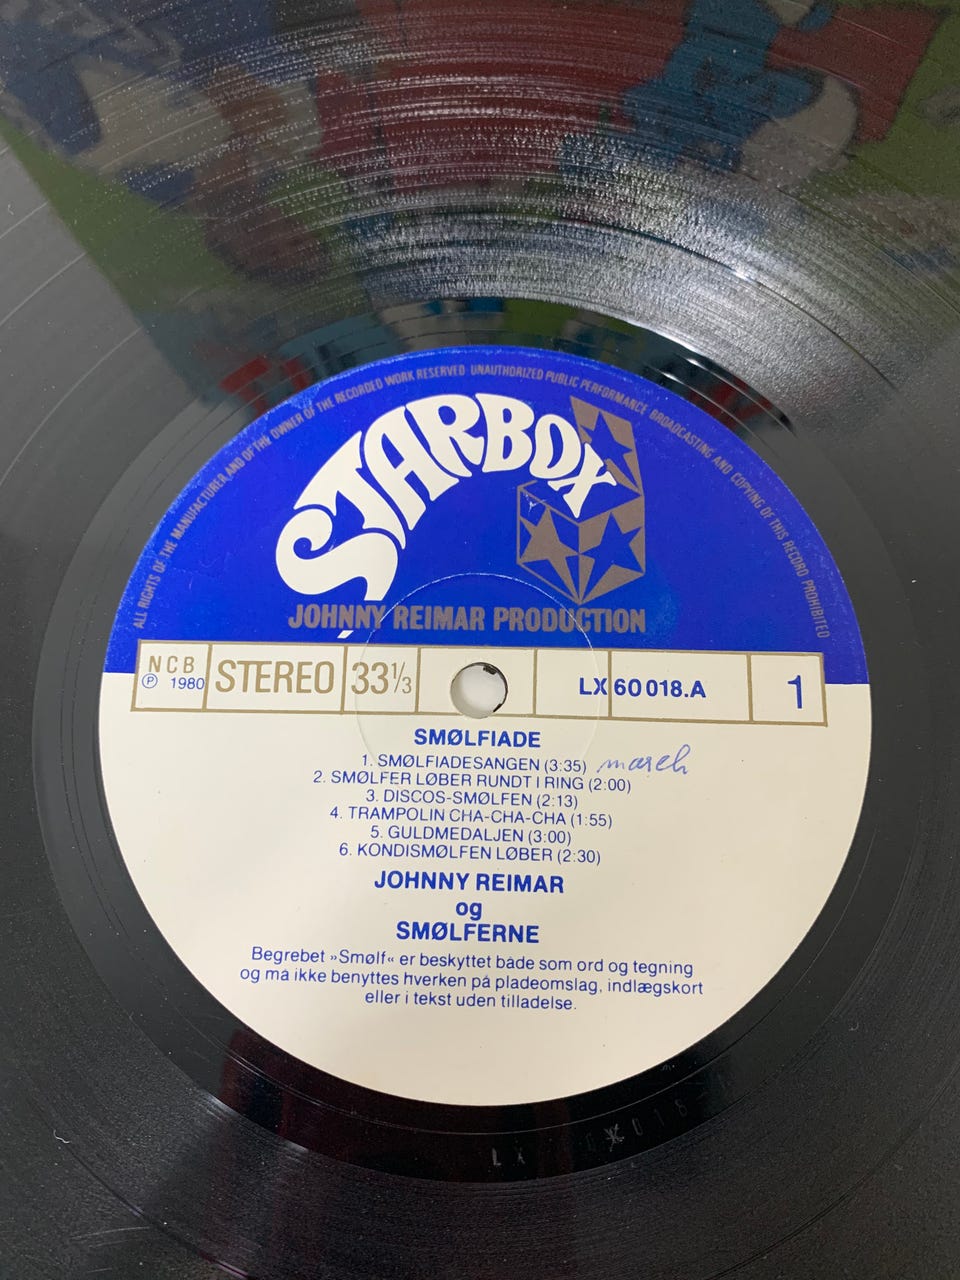 ALL RIGHTS OF THE MANUFACTURER AND OF THE OWNER OF THE RECORDED WORK RESERVED UNAUTHORIZED PUBLIC PERFORMANCE BROADCASTING AND COPYING OF THIS RECORD PROHIBITED
STARBOX
JOHNNY REIMAR PRODUCTION
NCB
Ⓟ 1980
STEREO
33 1/3
LX 60 018.A
1
SMØLFIADE
1. SMØLFIADESANGEN (3:35) march
2. SMØLFER LØBER RUNDT I RING (2:00)
3. DISCOS-SMØLFEN (2:13)
4. TRAMPOLIN CHA-CHA-CHA (1:55)
5. GULDMEDALJEN (3:00)
6. KONDISMØLFEN LØBER (2:30)
JOHNNY REIMAR
og
SMØLFERNE
Begrebet »Smølf« er beskyttet både som ord og tegning
og må ikke benyttes hverken på pladeomslag, indlægskort
eller i tekst uden tilladelse.